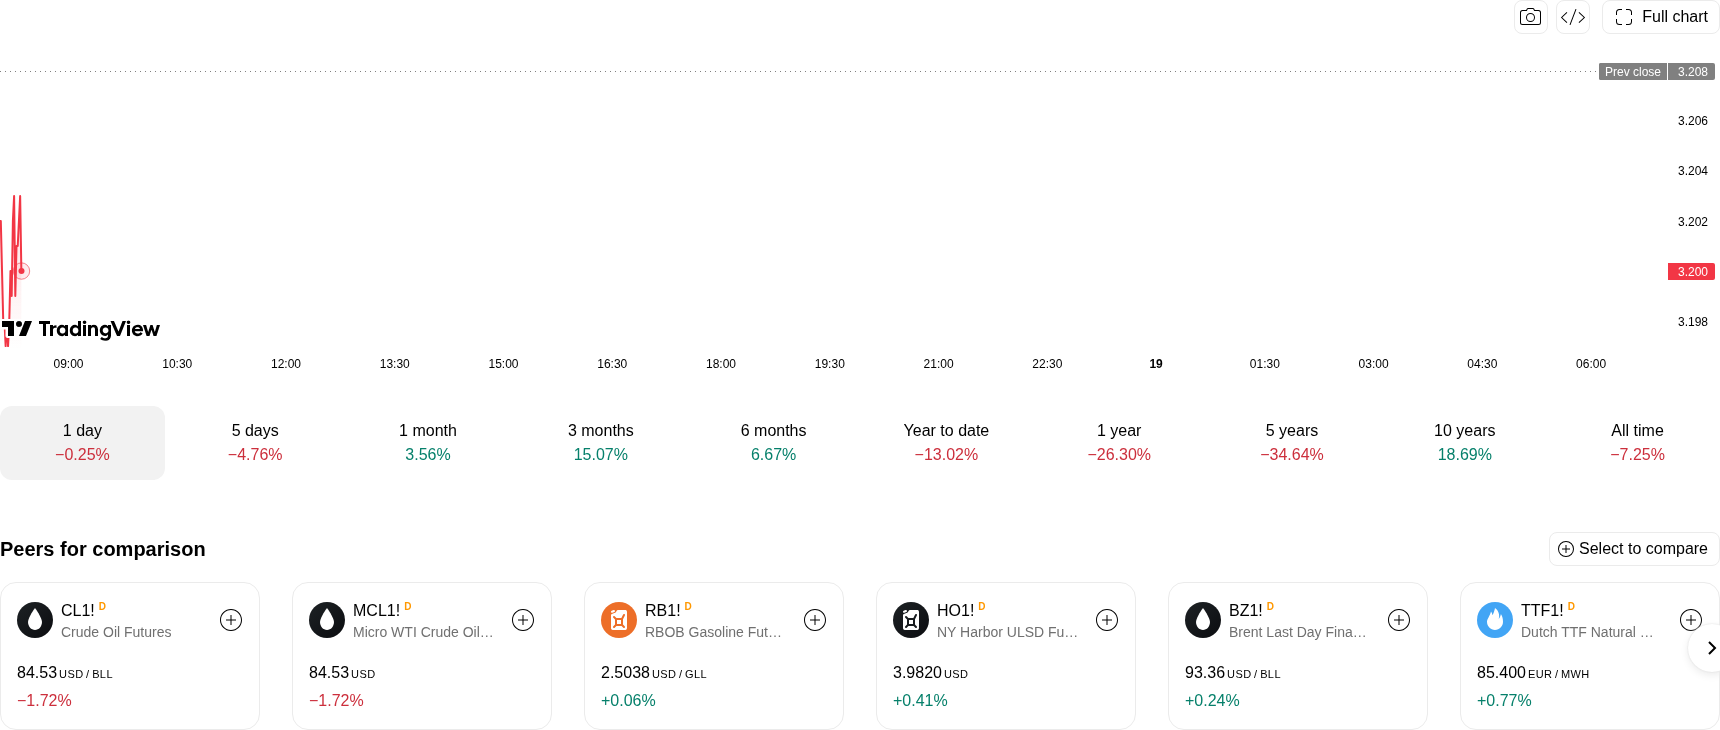 Full chart
Prev close 3.208
3.206
3.204
3.202
3.200
3.198
TradingView
09:00 10:30 12:00 13:30 15:00 16:30 18:00 19:30 21:00 22:30 19 01:30 03:00 04:30 06:00
1 day 5 days 1 month 3 months 6 months Year to date 1 year 5 years 10 years All time
−0.25% −4.76% 3.56% 15.07% 6.67% −13.02% −26.30% −34.64% 18.69% −7.25%
Peers for comparison
Select to compare
CL1! D
Crude Oil Futures
84.53 USD / BLL
−1.72%
MCL1! D
Micro WTI Crude Oil…
84.53 USD
−1.72%
RB1! D
RBOB Gasoline Fut…
2.5038 USD / GLL
+0.06%
HO1! D
NY Harbor ULSD Fu…
3.9820 USD
+0.41%
BZ1! D
Brent Last Day Fina…
93.36 USD / BLL
+0.24%
TTF1! D
Dutch TTF Natural …
85.400 EUR / MWH
+0.77%